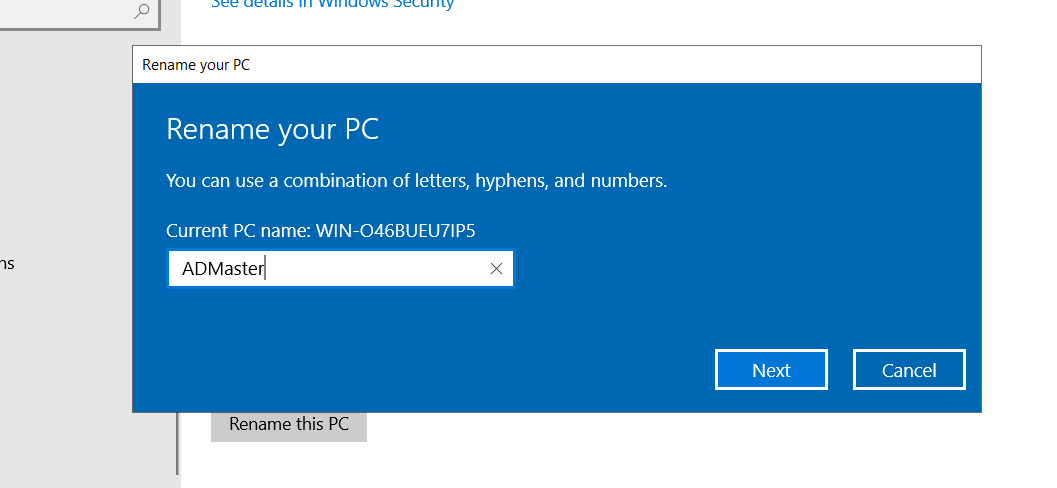 See details in Windows Security
Rename your PC
Rename your PC
You can use a combination of letters, hyphens, and numbers.
Current PC name: WIN-O46BUEU7IP5
ns
ADMaster
Next
Cancel
Rename this PC